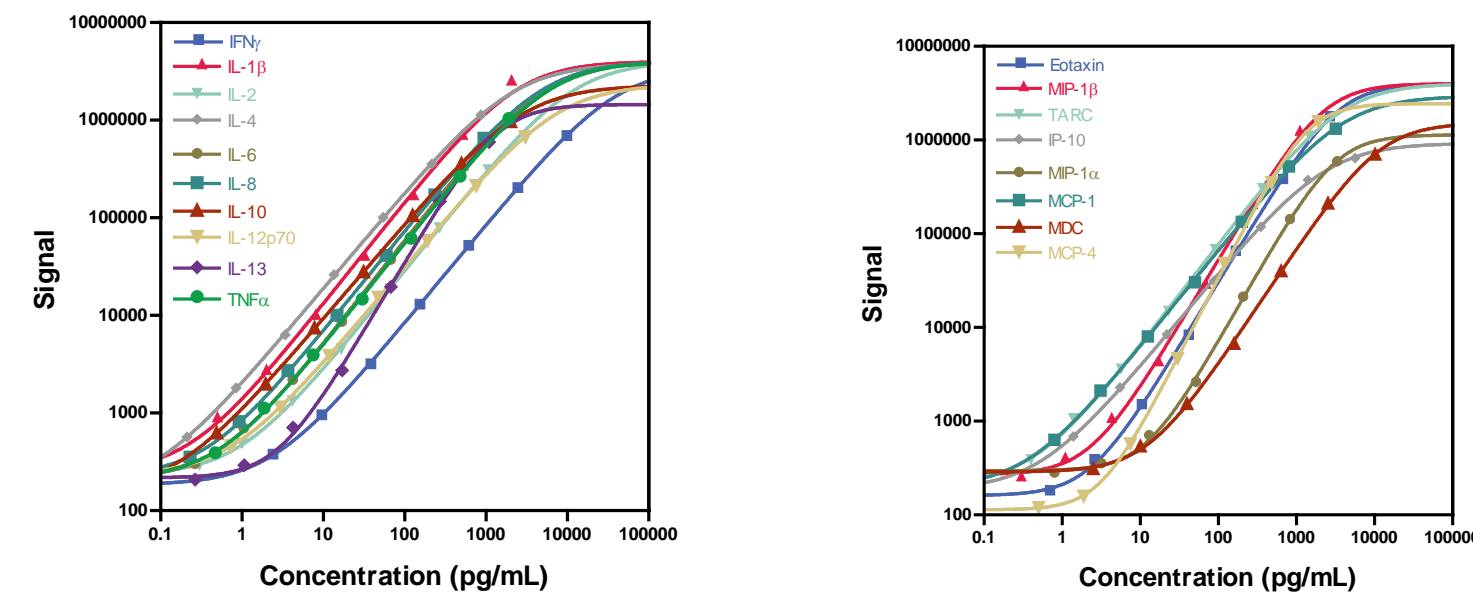 10000000
1000000
100000
10000
1000
100
Signal
IFNγ
IL-1β
IL-2
IL-4
IL-6
IL-8
IL-10
IL-12p70
IL-13
TNFα
0.1 1 10 100 1000 10000 100000
Concentration (pg/mL)
10000000
1000000
100000
10000
1000
100
Signal
Eotaxin
MIP-1β
TARC
IP-10
MIP-1α
MCP-1
MDC
MCP-4
0.1 1 10 100 1000 10000
Concentration (pg/mL)